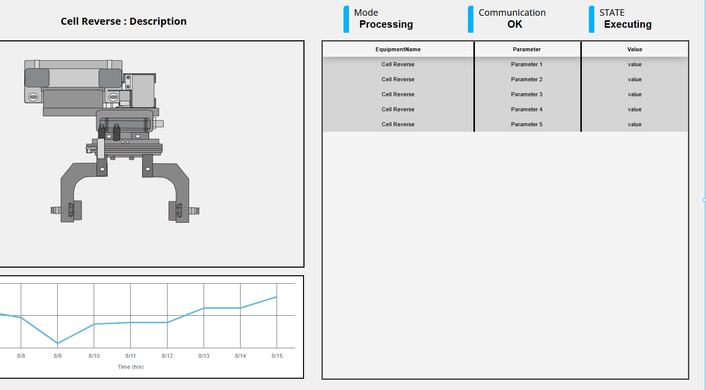 Cell Reverse : Description
Mode
Processing
Communication
OK
STATE
Executing
EquipmentName Parameter Value
Cell Reverse Parameter 1 value
Cell Reverse Parameter 2 value
Cell Reverse Parameter 3 value
Cell Reverse Parameter 4 value
Cell Reverse Parameter 5 value
8/8 8/9 8/10 8/11 8/12 8/13 8/14 8/15
Time (hrs)